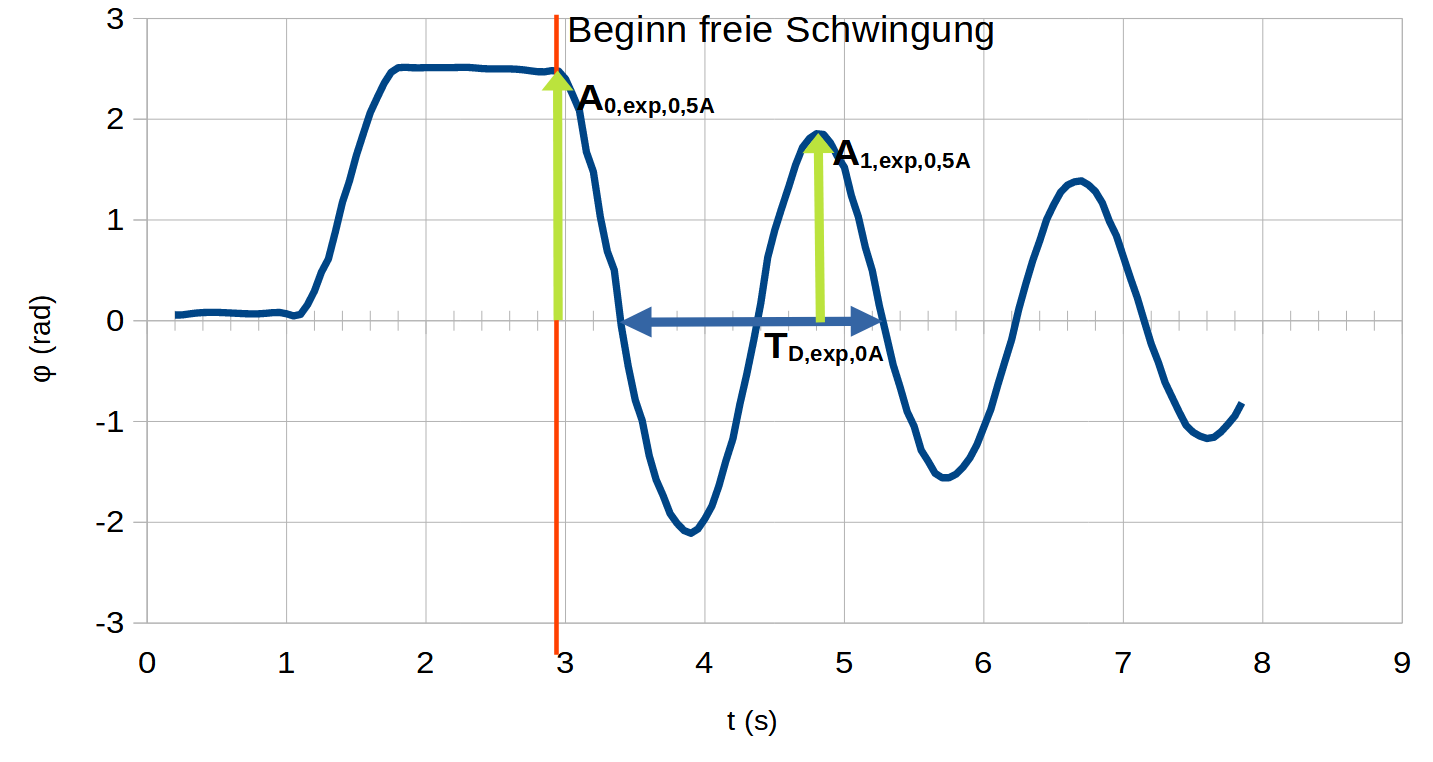 Beginn freie Schwingung
A0,exp,0,5A
A1,exp,0,5A
TD,exp,0A
3
2
1
0
-1
-2
-3
φ (rad)
0 1 2 3 4 5 6 7 8 9
t (s)